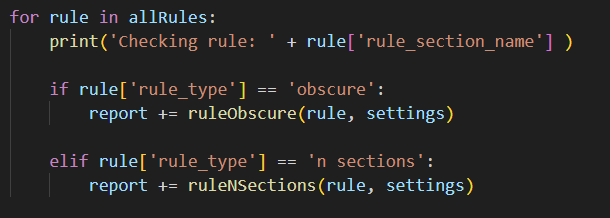 for rule in allRules:
    print('Checking rule: ' + rule['rule_section_name'] )
    if rule['rule_type'] == 'obscure':
        report += ruleObscure(rule, settings)
    elif rule['rule_type'] == 'n sections':
        report += ruleNSections(rule, settings)